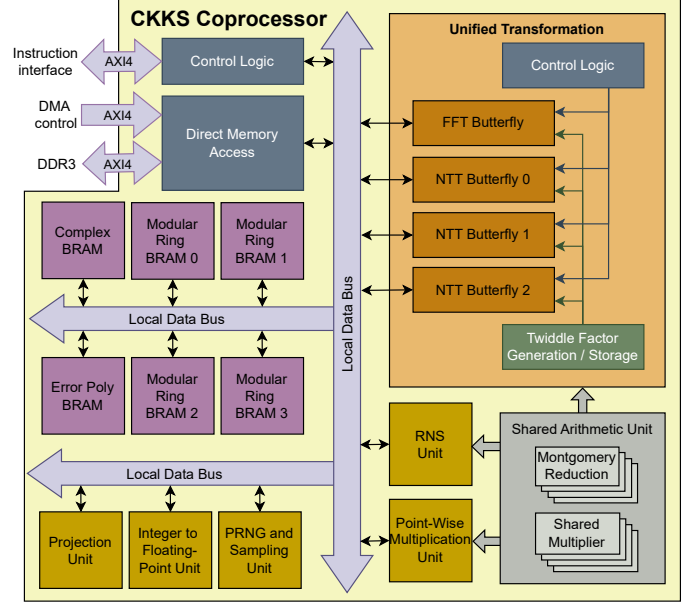 CKKS Coprocessor
Instruction
interface
AXI4
Control Logic
DMA
control
AXI4
Direct Memory
Access
DDR3
AXI4
Unified Transformation
Control Logic
FFT Butterfly
NTT Butterfly 0
NTT Butterfly 1
NTT Butterfly 2
Twiddle Factor
Generation / Storage
Complex
BRAM
Modular
Ring
BRAM 0
Modular
Ring
BRAM 1
Local Data Bus
Local Data Bus
Error Poly
BRAM
Modular
Ring
BRAM 2
Modular
Ring
BRAM 3
Local Data Bus
Projection
Unit
Integer to
Floating-
Point Unit
PRNG and
Sampling
Unit
RNS
Unit
Point-Wise
Multiplication
Unit
Shared Arithmetic Unit
Montgomery
Reduction
Shared
Multiplier